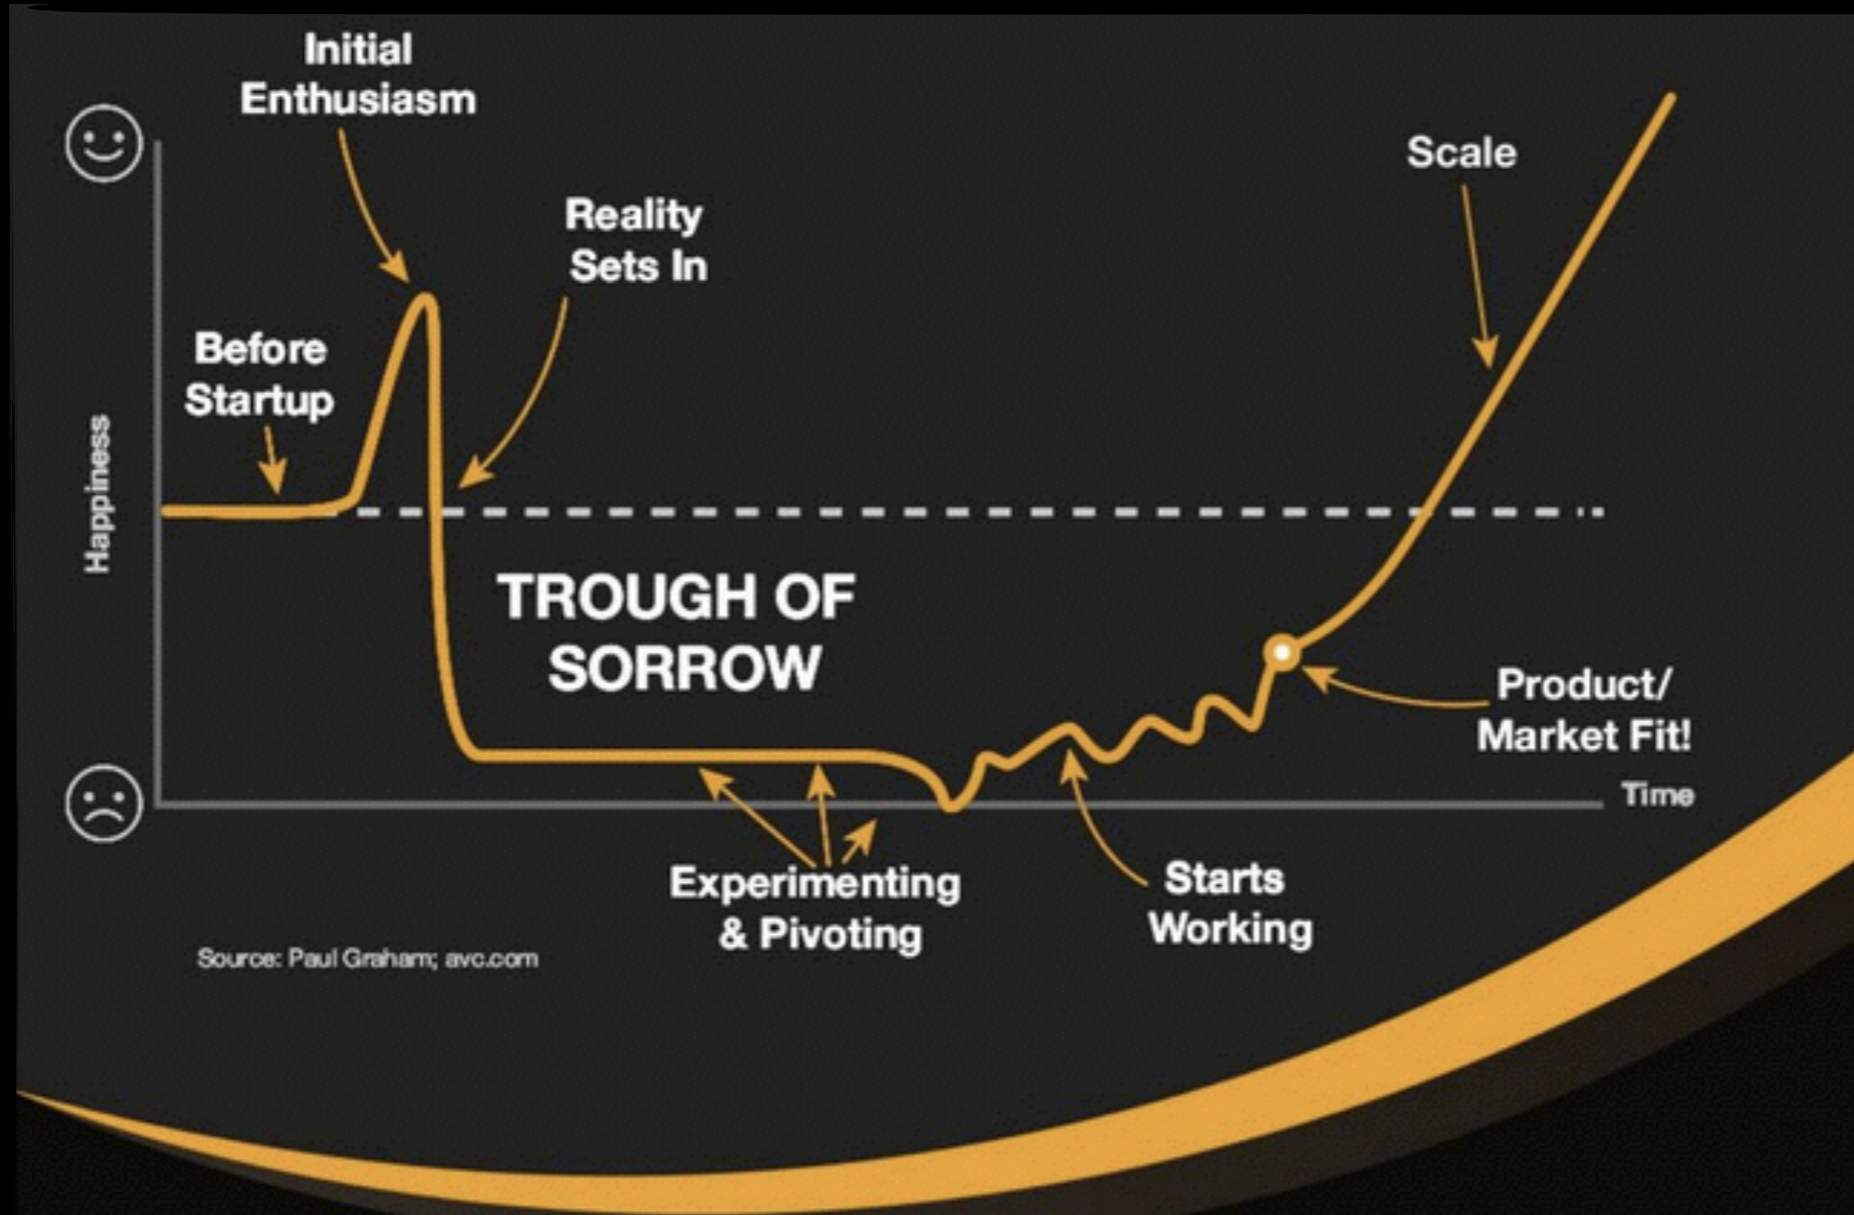 Initial
Enthusiasm
Scale
Reality
Sets In
Before
Startup
Happiness
TROUGH OF
SORROW
Product/
Market Fit!
Time
Experimenting
& Pivoting
Starts
Working
Source: Paul Graham; avc.com